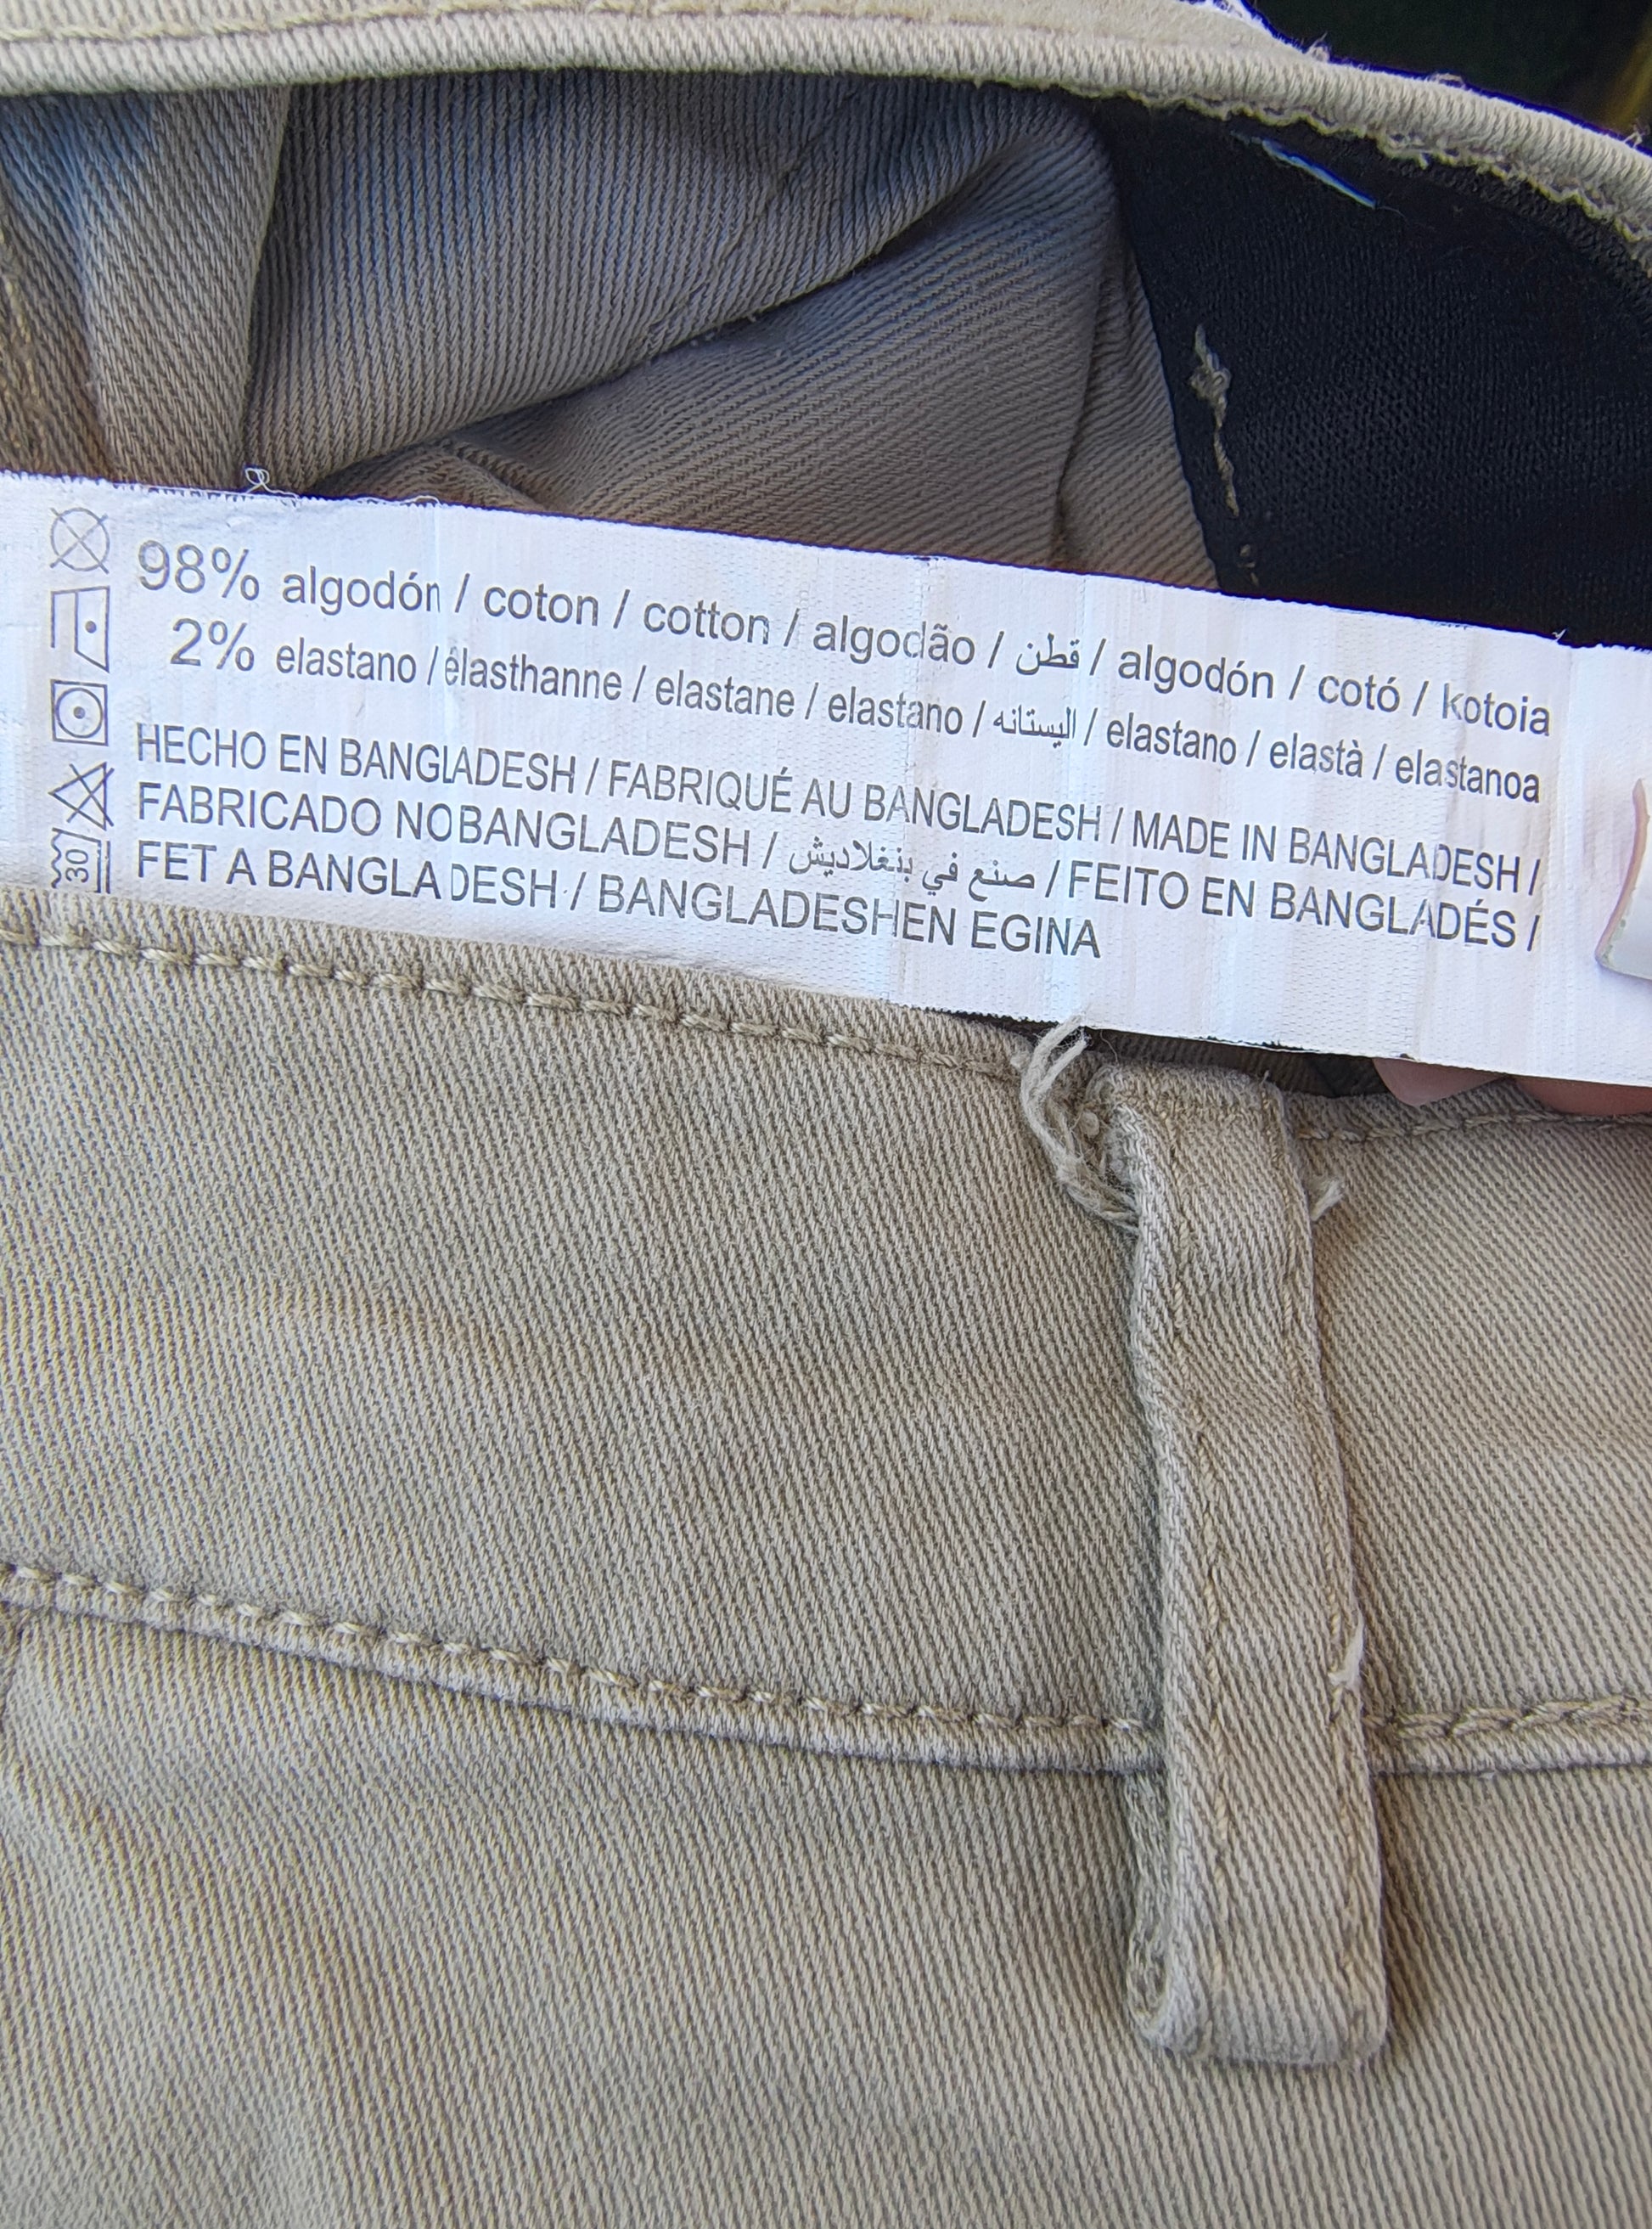 98% algodón / coton / cotton / algodão / قطن / algodón / cotó / kotoia
2% elastano / élasthanne / elastane / elastano / اليستانه / elastano / elastà / elastanoa
HECHO EN BANGLADESH / FABRIQUÉ AU BANGLADESH / MADE IN BANGLADESH /
FABRICADO NOBANGLADESH / صنع في بنغلاديش / FEITO EN BANGLADÉS /
FET A BANGLADESH / BANGLADESHEN EGINA
30